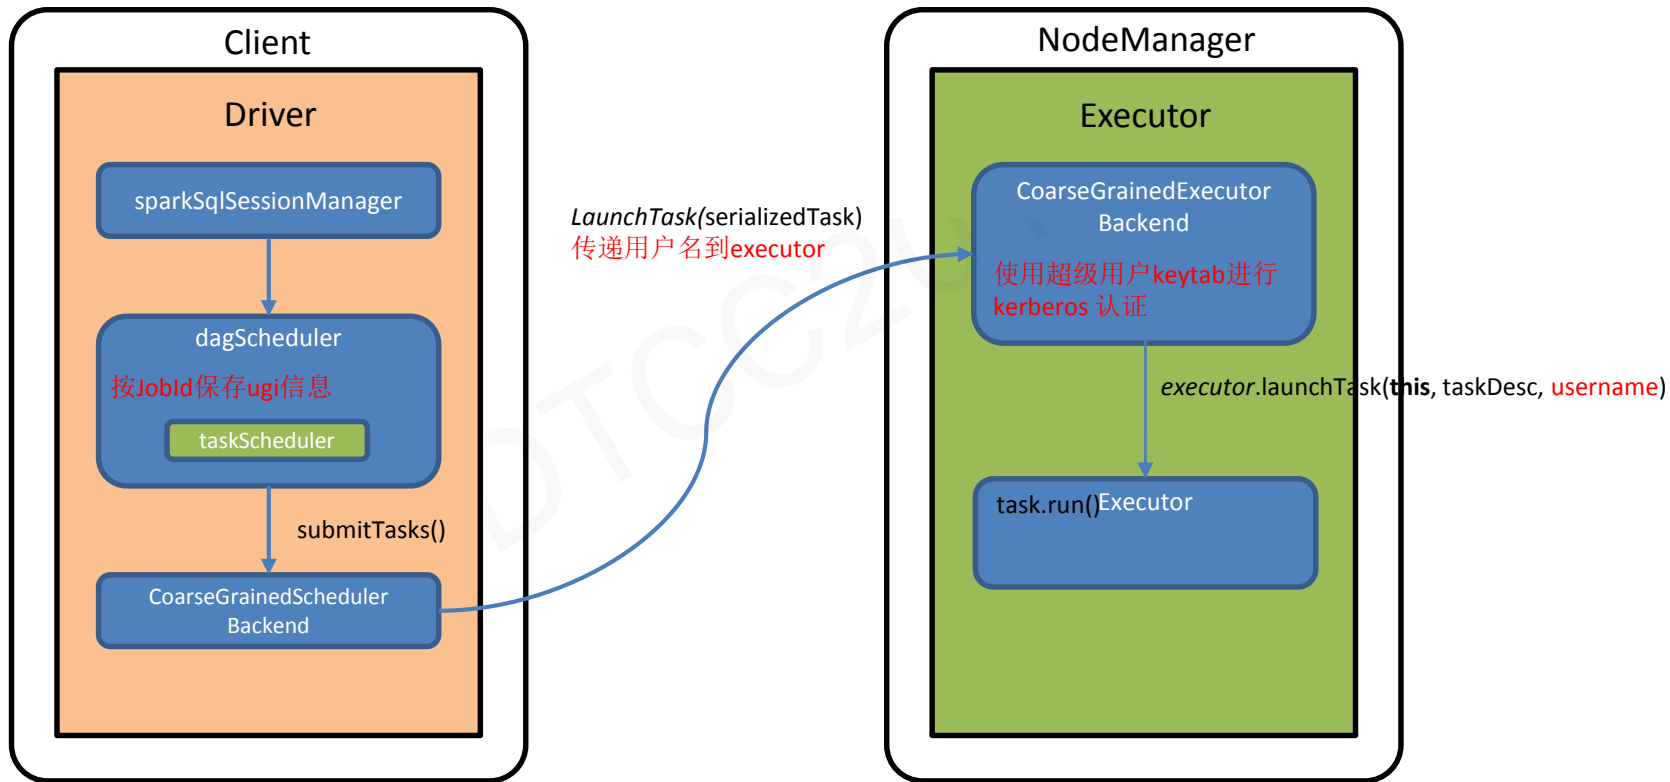 Client
Driver
sparkSqlSessionManager
dagScheduler
按JobId保存ugi信息
taskScheduler
submitTasks()
CoarseGrainedScheduler
Backend
LaunchTask(serializedTask)
传递用户名到executor
NodeManager
Executor
CoarseGrainedExecutor
Backend
使用超级用户keytab进行
kerberos 认证
executor.launchTask(this, taskDesc, username)
task.run()
Executor